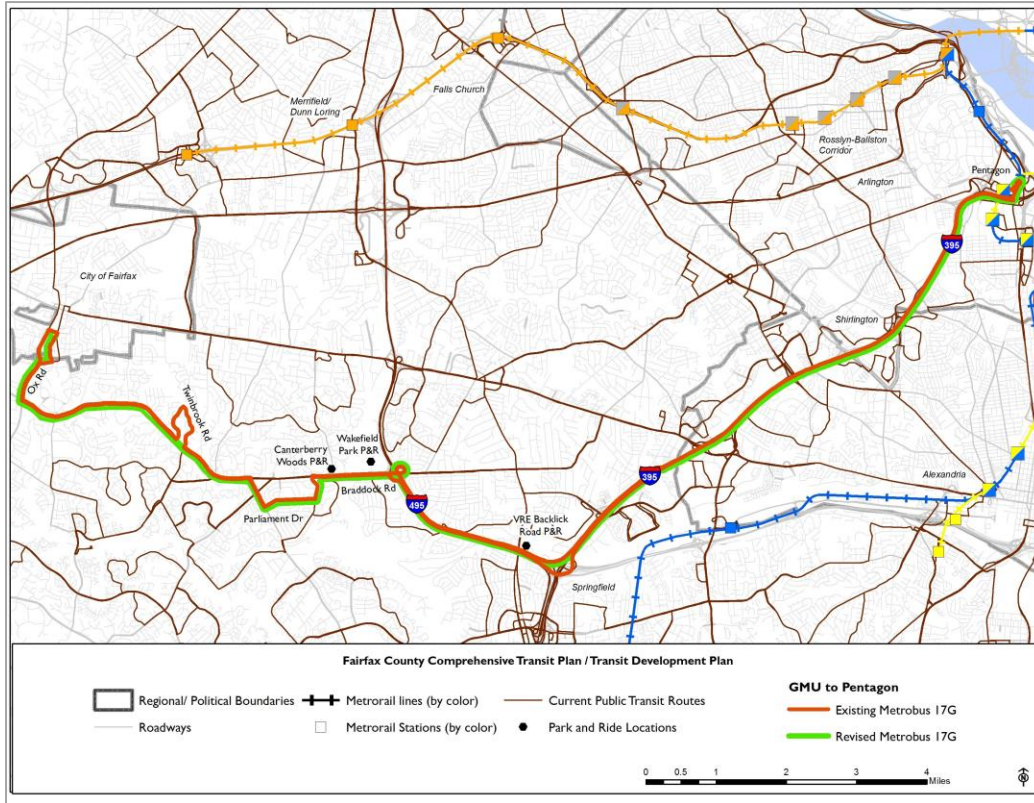 Merrifield/
Dunn Loring
Falls Church
Rosslyn-Ballston
Corridor
Arlington
Pentagon
395
City of Fairfax
Shirlington
Ox Rd
Twinbrook Rd
Canterberry
Woods P&R
Wakefield
Park P&R
Braddock Rd
Parliament Dr
495
395
Alexandria
VRE Backlick
Road P&R
Springfield
Fairfax County Comprehensive Transit Plan / Transit Development Plan
Regional/ Political Boundaries
Metrorail lines (by color)
Current Public Transit Routes
Roadways
Metrorail Stations (by color)
Park and Ride Locations
GMU to Pentagon
Existing Metrobus 17G
Revised Metrobus 17G
0 0.5 1 2 3 4
Miles
N